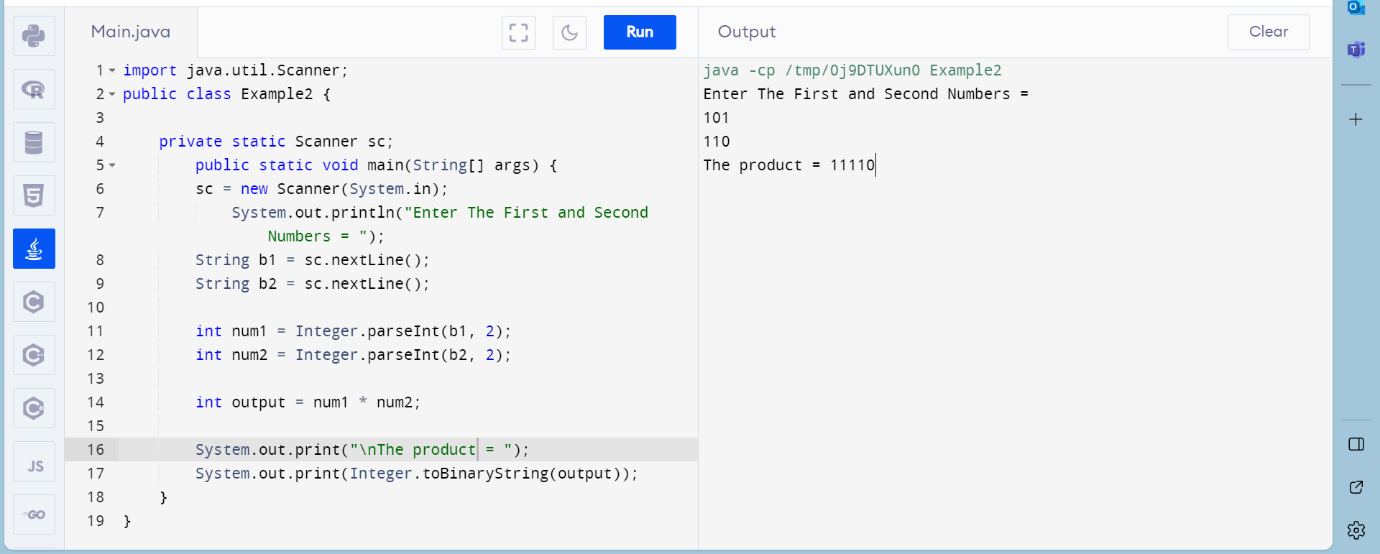 Main.java
Run
Output
Clear
1 import java.util.Scanner;
2 public class Example2 {
3
4 private static Scanner sc;
5 public static void main(String[] args) {
6 sc = new Scanner(System.in);
7 System.out.println("Enter The First and Second
Numbers = ");
8 String b1 = sc.nextLine();
9 String b2 = sc.nextLine();
10
11 int num1 = Integer.parseInt(b1, 2);
12 int num2 = Integer.parseInt(b2, 2);
13
14 int output = num1 * num2;
15
16 System.out.print("\nThe product = ");
17 System.out.print(Integer.toBinaryString(output));
18 }
19 }
java -cp /tmp/0j9DTUXun0 Example2
Enter The First and Second Numbers =
101
110
The product = 11110
R
5
C
C
C
JS
GO